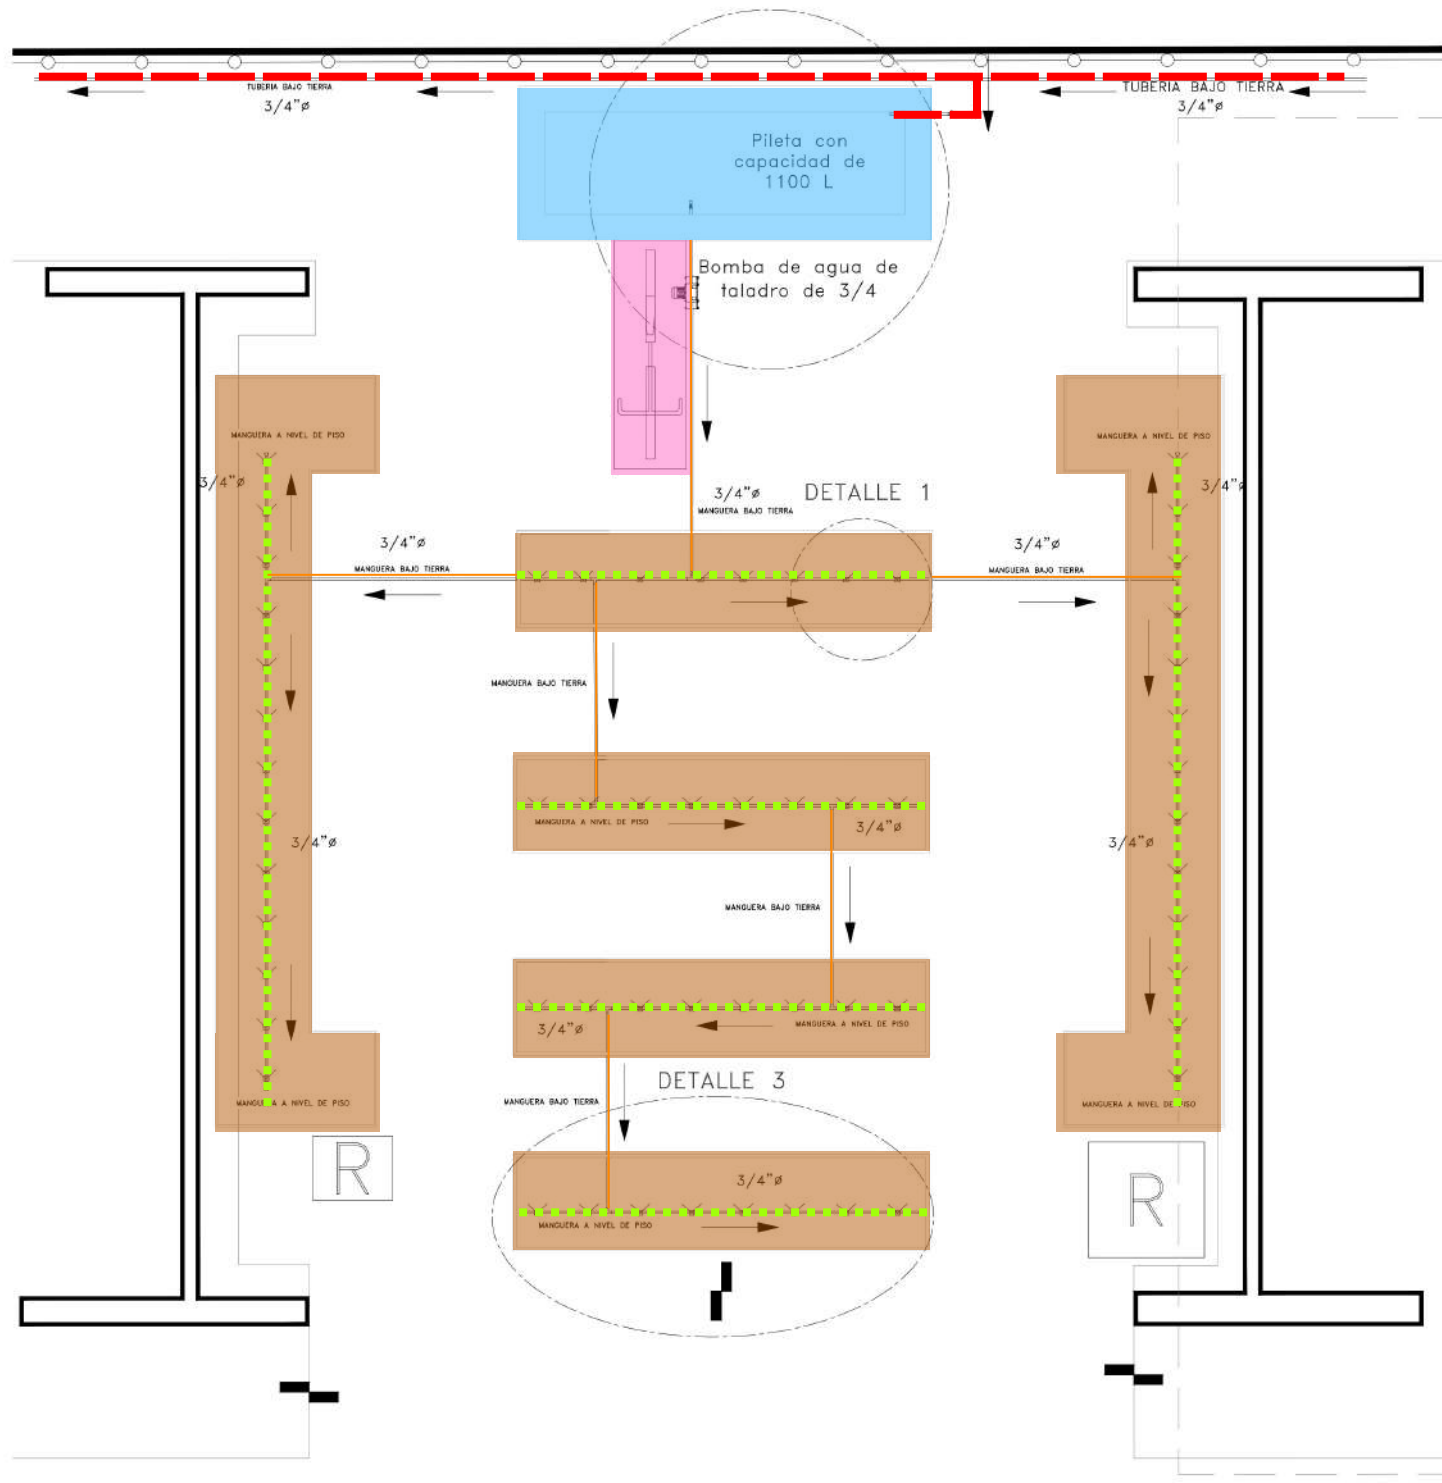 TUBERIA BAJO TIERRA
3/4"ø
TUBERIA BAJO TIERRA
3/4"ø
Pileta con
capacidad de
1100 L
Bomba de agua de
taladro de 3/4
MANGUERA A NIVEL DE PISO
3/4"ø
MANGUERA A NIVEL DE PISO
3/4"ø
3/4"ø
MANGUERA BAJO TIERRA
DETALLE 1
3/4"ø
MANGUERA BAJO TIERRA
3/4"ø
MANGUERA BAJO TIERRA
MANGUERA BAJO TIERRA
MANGUERA A NIVEL DE PISO
3/4"ø
3/4"ø
3/4"ø
MANGUERA BAJO TIERRA
3/4"ø
MANGUERA A NIVEL DE PISO
DETALLE 3
MANGUERA BAJO TIERRA
MANGUERA A NIVEL DE PISO
MANGUERA A NIVEL DE PISO
R
3/4"ø
MANGUERA A NIVEL DE PISO
R